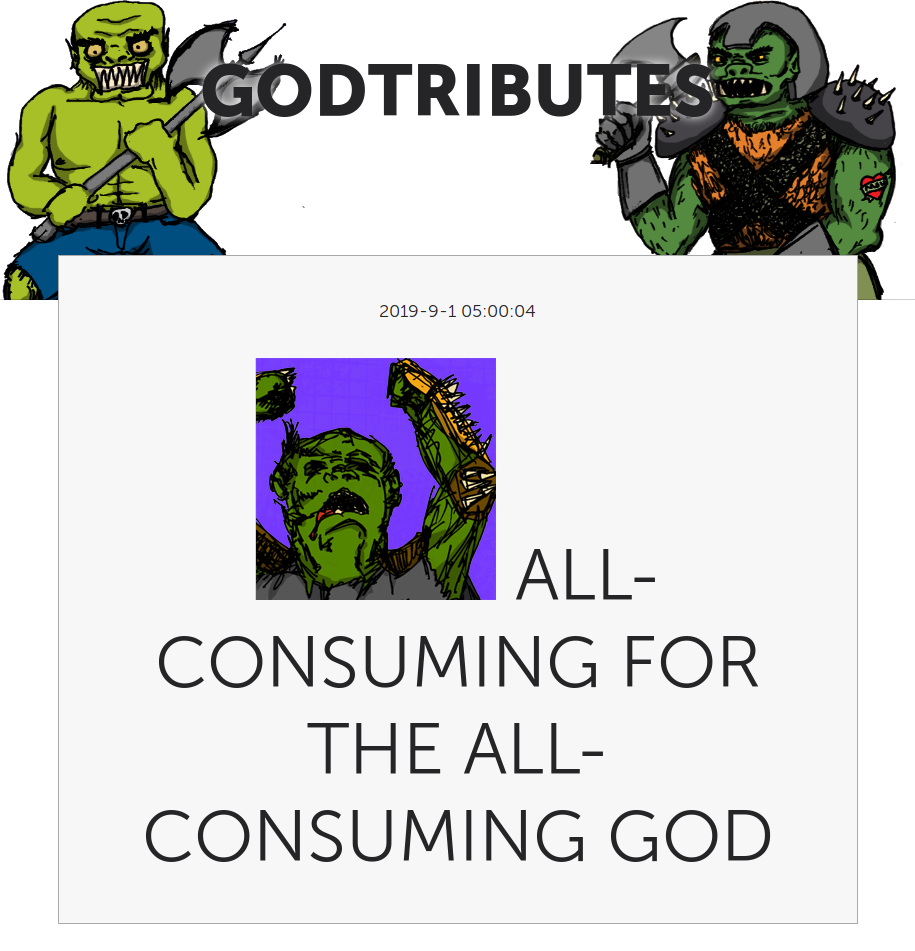 GODTRIBUTES
2019-9-1 05:00:04
ALL-
CONSUMING FOR
THE ALL-
CONSUMING GOD